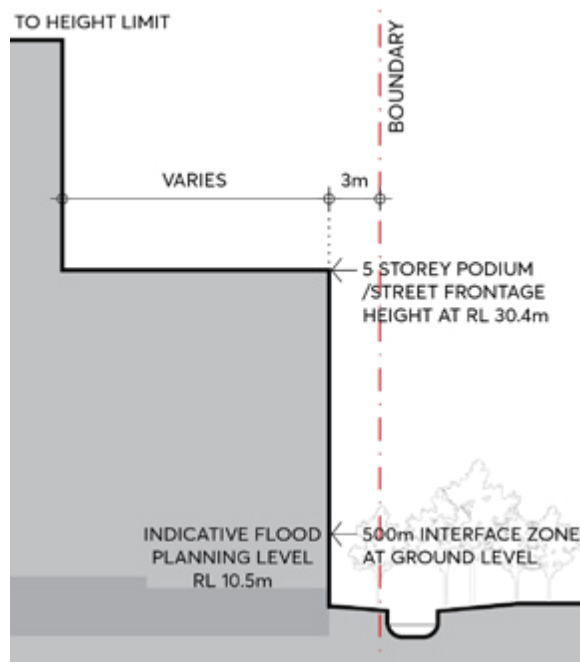 TO HEIGHT LIMIT
BOUNDARY
VARIES
3m
5 STOREY PODIUM
/STREET FRONTAGE
HEIGHT AT RL 30.4m
INDICATIVE FLOOD
PLANNING LEVEL
RL 10.5m
500m INTERFACE ZONE
AT GROUND LEVEL